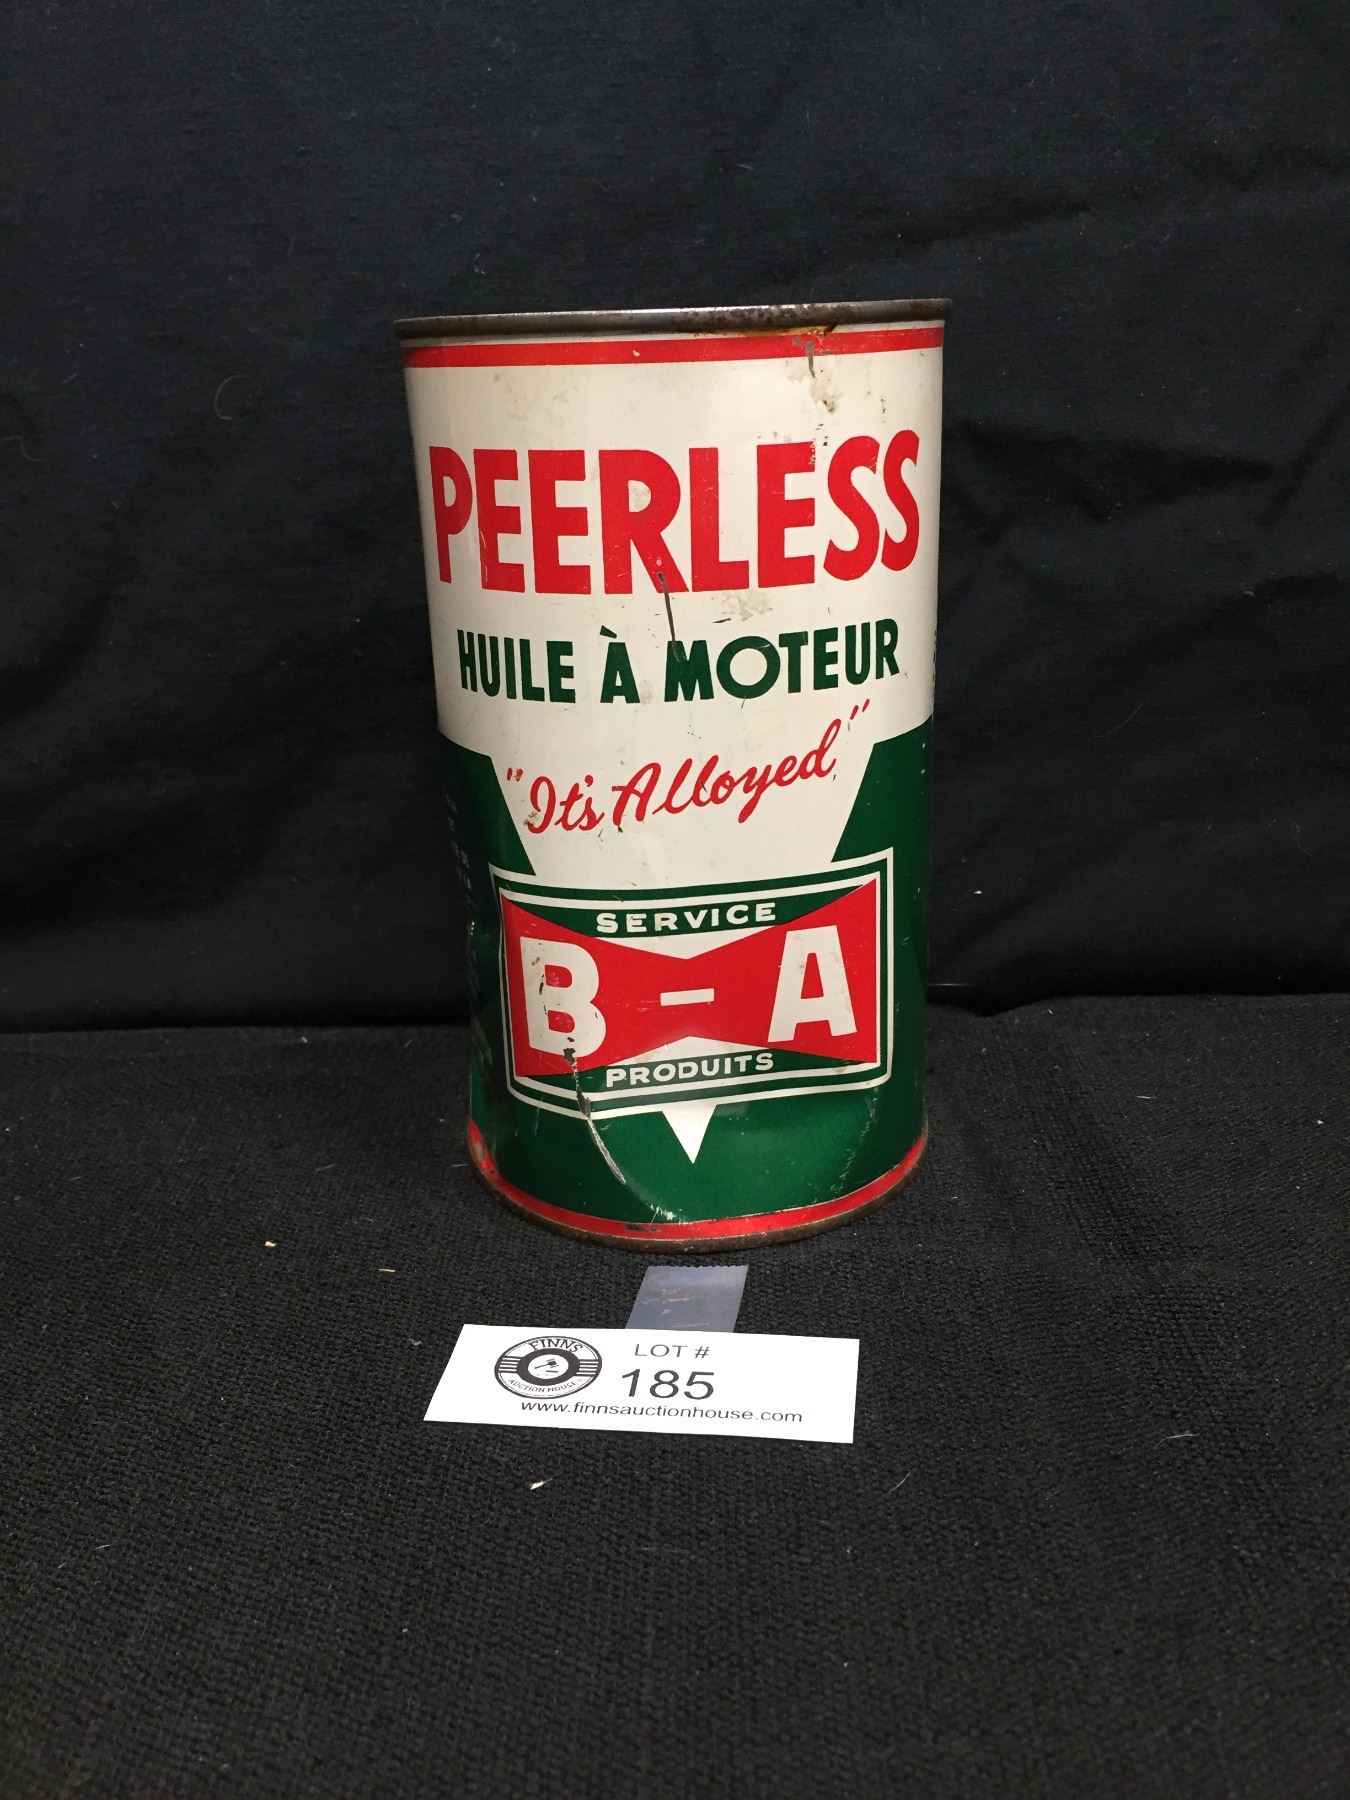 PEERLESS
HUILE À MOTEUR
"It's Alloyed"
SERVICE
B-A
PRODUITS
FINNS
AUCTION HOUSE
LOT #
185
www.finnsauctionhouse.com